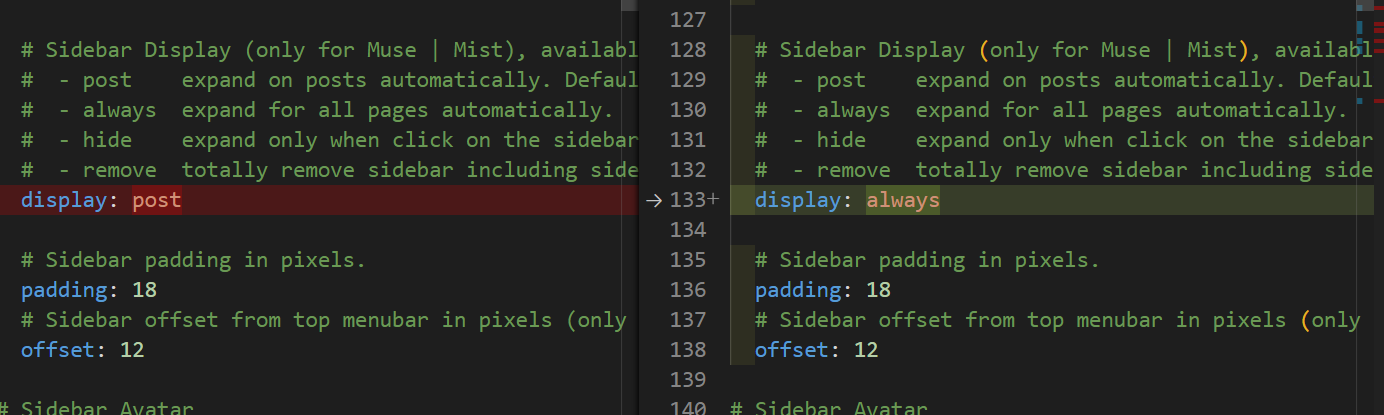 # Sidebar Display (only for Muse | Mist), availabl
#  - post    expand on posts automatically. Defaul
#  - always  expand for all pages automatically.
#  - hide    expand only when click on the sidebar
#  - remove  totally remove sidebar including side
display: post
# Sidebar padding in pixels.
padding: 18
# Sidebar offset from top menubar in pixels (only
offset: 12
# Sidebar Avatar
127
128 # Sidebar Display (only for Muse | Mist), availabl
129 #  - post    expand on posts automatically. Defaul
130 #  - always  expand for all pages automatically.
131 #  - hide    expand only when click on the sidebar
132 #  - remove  totally remove sidebar including side
→ 133+ display: always
134
135 # Sidebar padding in pixels.
136 padding: 18
137 # Sidebar offset from top menubar in pixels (only
138 offset: 12
139
140 # Sidebar Avatar